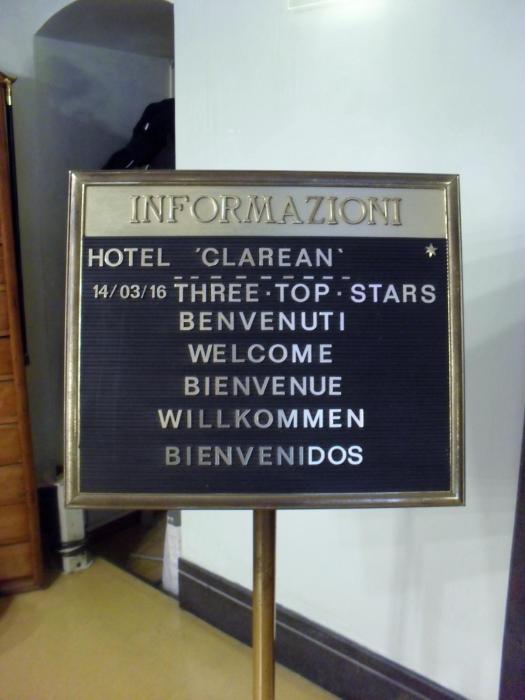 INFORMAZIONI
HOTEL 'CLAREAN'
14/03/16 THREE·TOP·STARS
BENVENUTI
WELCOME
BIENVENUE
WILLKOMMEN
BIENVENIDOS